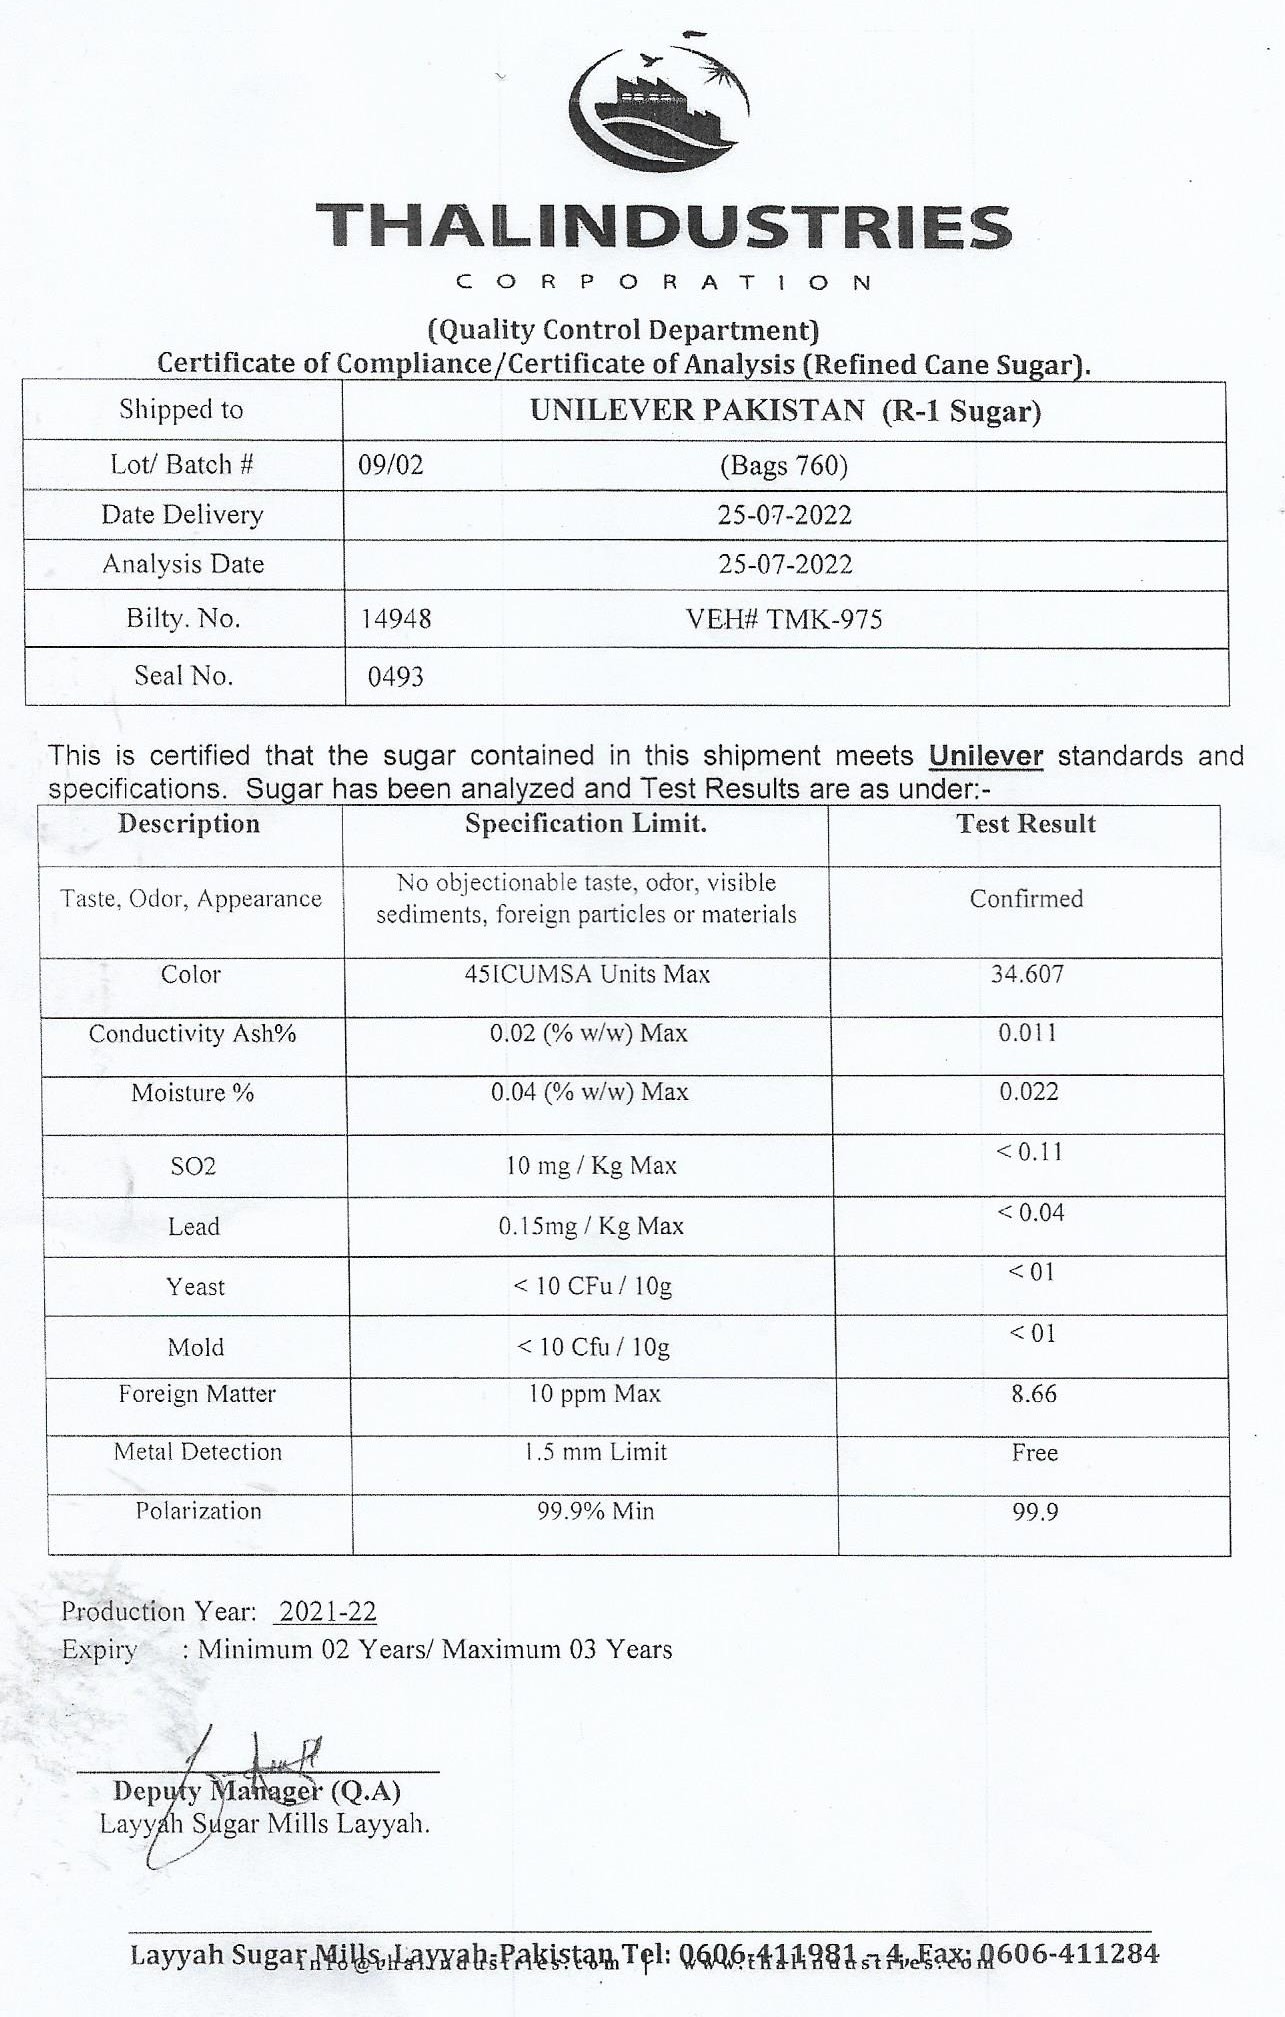 THALINDUSTRIES
CORPORATION
(Quality Control Department)
Certificate of Compliance/Certificate of Analysis (Refined Cane Sugar).
Shipped to UNILEVER PAKISTAN (R-1 Sugar)
Lot/ Batch # 09/02 (Bags 760)
Date Delivery 25-07-2022
Analysis Date 25-07-2022
Bilty. No. 14948 VEH# TMK-975
Seal No. 0493
This is certified that the sugar contained in this shipment meets Unilever standards and
specifications. Sugar has been analyzed and Test Results are as under:-
Description Specification Limit. Test Result
Taste, Odor, Appearance No objectionable taste, odor, visible
sediments, foreign particles or materials Confirmed
Color 45ICUMSA Units Max 34.607
Conductivity Ash% 0.02 (% w/w) Max 0.011
Moisture % 0.04 (% w/w) Max 0.022
SO2 10 mg / Kg Max < 0.11
Lead 0.15mg / Kg Max < 0.04
Yeast < 10 CFu / 10g < 01
Mold < 10 Cfu / 10g < 01
Foreign Matter 10 ppm Max 8.66
Metal Detection 1.5 mm Limit Free
Polarization 99.9% Min 99.9
Production Year: 2021-22
Expiry : Minimum 02 Years/ Maximum 03 Years
Deputy Manager (Q.A)
Layyah Sugar Mills Layyah.
Layyah Sugar Mills, Layyah-Pakistan Tel: 0606-411981 - 4, Fax: 0606-411284
info@thalindustries.com | www.thalindustries.com